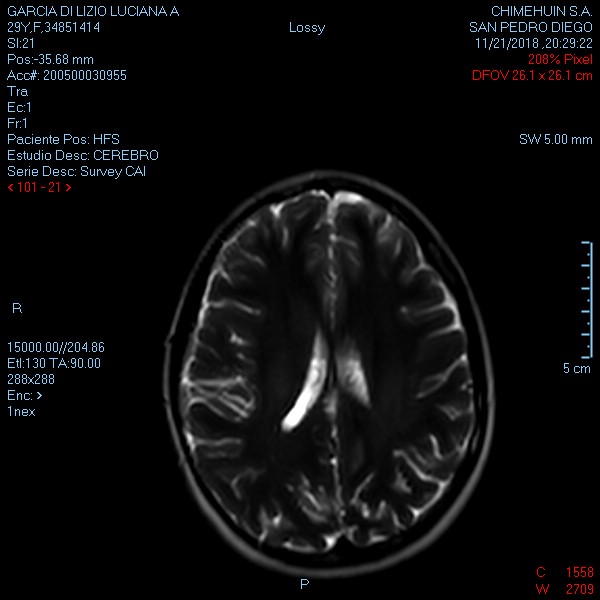 GARCIA DI LIZIO LUCIANA A
29Y,F,34851414
Sl:21
Pos:-35.68 mm
Acc#: 200500030955
Tra
Ec:1
Fr:1
Paciente Pos: HFS
Estudio Desc: CEREBRO
Serie Desc: Survey CAI
< 101 - 21 >
Lossy
CHIMEHUIN S.A.
SAN PEDRO DIEGO
11/21/2018 ,20:29:22
208% Pixel
DFOV 26.1 x 26.1 cm
SW 5.00 mm
R
15000.00//204.86
Etl:130 TA:90.00
288x288
Enc: >
1nex
5 cm
P
C 1558
W 2709